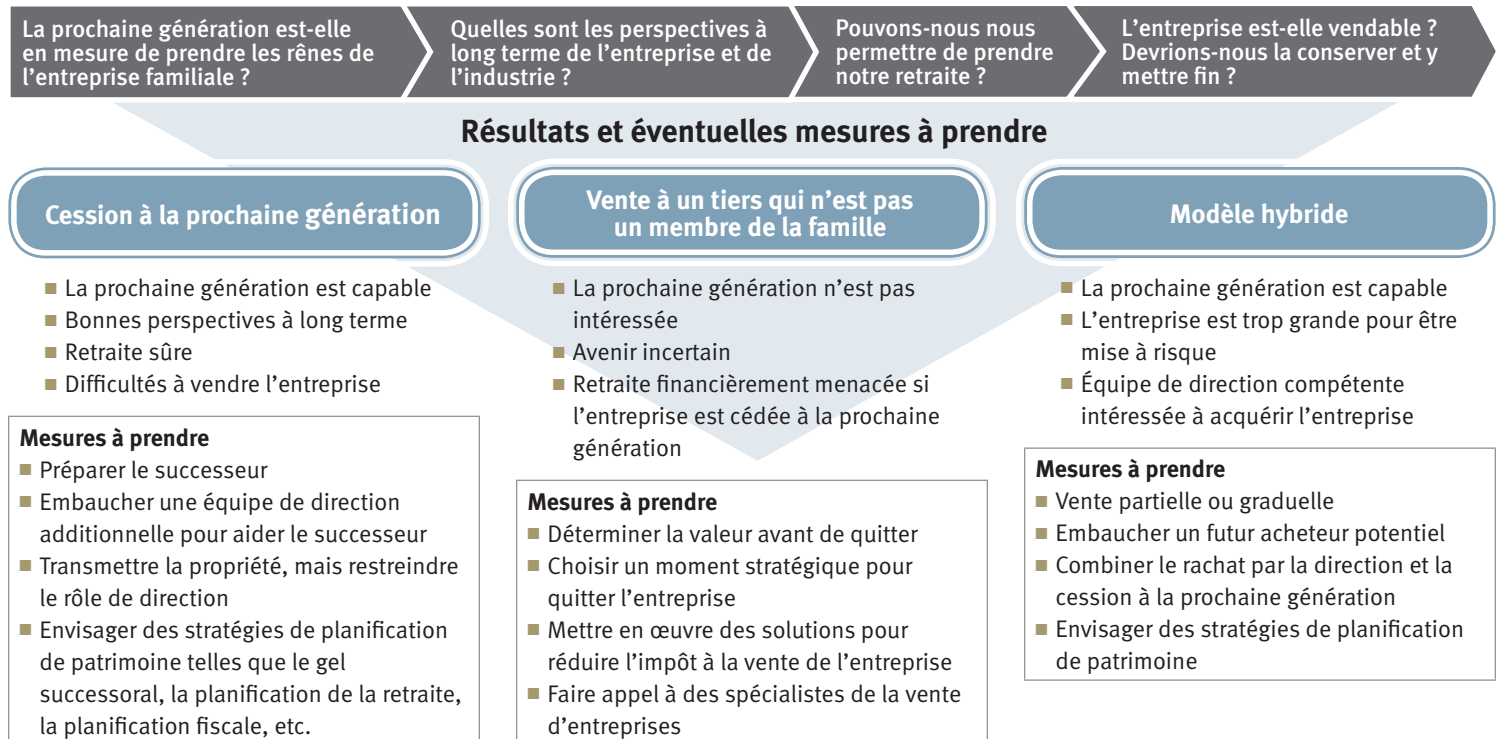 La prochaine génération est-elle
en mesure de prendre les rênes de
l’entreprise familiale ?
Quelles sont les perspectives à
long terme de l’entreprise et de
l’industrie ?
Pouvons-nous nous
permettre de prendre
notre retraite ?
L’entreprise est-elle vendable ?
Devrions-nous la conserver et y
mettre fin ?
Résultats et éventuelles mesures à prendre
Cession à la prochaine génération
■ La prochaine génération est capable
■ Bonnes perspectives à long terme
■ Retraite sûre
■ Difficultés à vendre l’entreprise
Mesures à prendre
■ Préparer le successeur
■ Embaucher une équipe de direction
additionnelle pour aider le successeur
■ Transmettre la propriété, mais restreindre
le rôle de direction
■ Envisager des stratégies de planification
de patrimoine telles que le gel
successoral, la planification de la retraite,
la planification fiscale, etc.
Vente à un tiers qui n’est pas
un membre de la famille
■ La prochaine génération n’est pas
intéressée
■ Avenir incertain
■ Retraite financièrement menacée si
l’entreprise est cédée à la prochaine
génération
Mesures à prendre
■ Déterminer la valeur avant de quitter
■ Choisir un moment stratégique pour
quitter l’entreprise
■ Mettre en œuvre des solutions pour
réduire l’impôt à la vente de l’entreprise
■ Faire appel à des spécialistes de la vente
d’entreprises
Modèle hybride
■ La prochaine génération est capable
■ L’entreprise est trop grande pour être
mise à risque
■ Équipe de direction compétente
intéressée à acquérir l’entreprise
Mesures à prendre
■ Vente partielle ou graduelle
■ Embaucher un futur acheteur potentiel
■ Combiner le rachat par la direction et la
cession à la prochaine génération
■ Envisager des stratégies de planification
de patrimoine